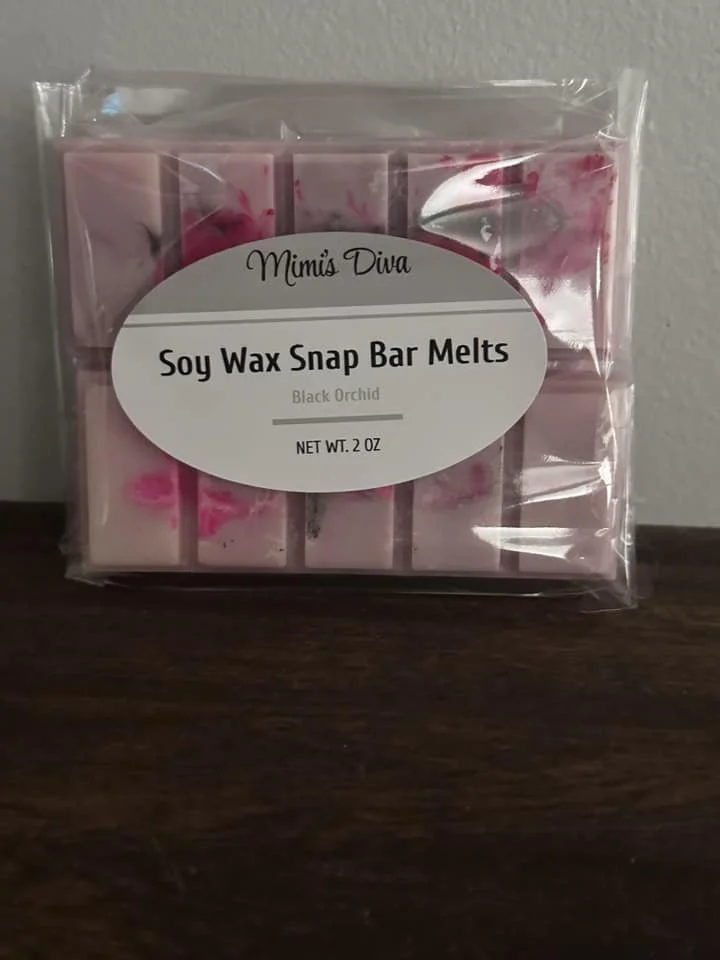 Mimi's Diva
Soy Wax Snap Bar Melts
Black Orchid
NET WT. 2 OZ